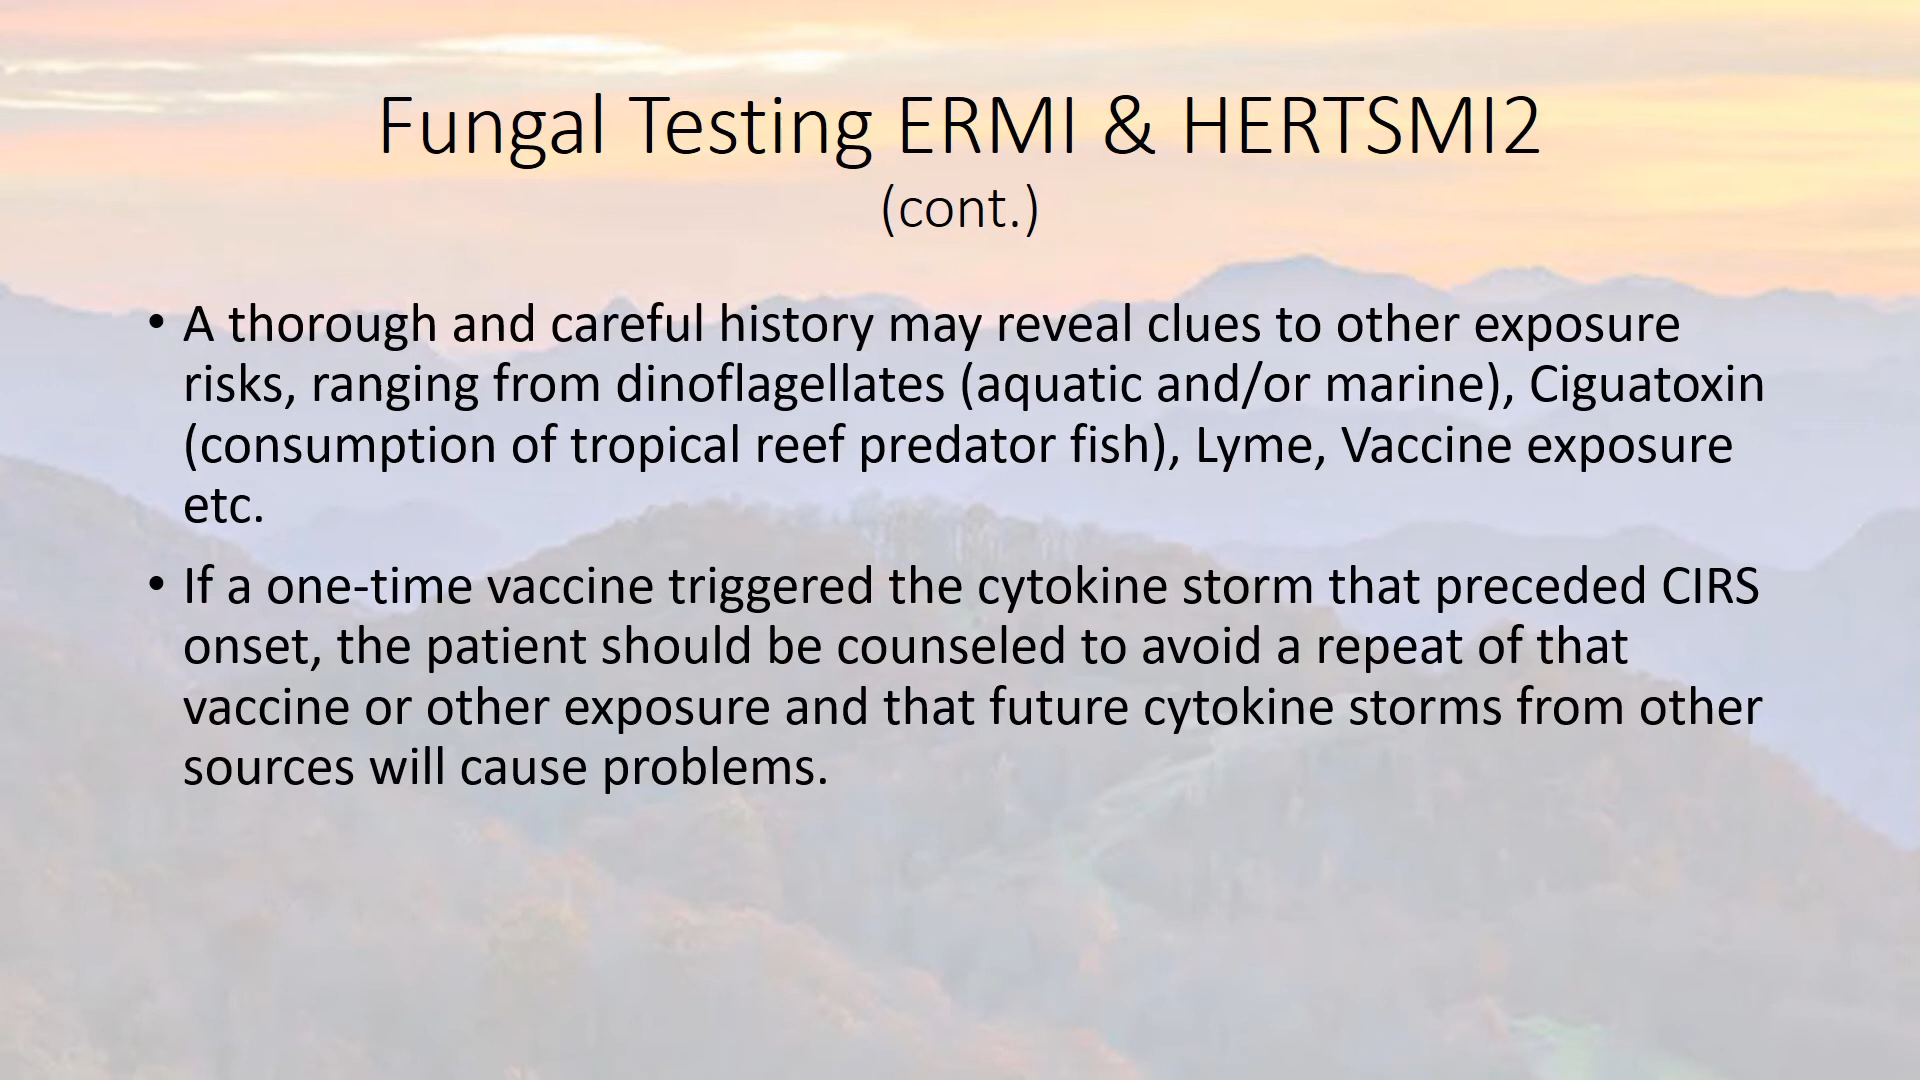 Fungal Testing ERMI & HERTSMI2
(cont.)
• A thorough and careful history may reveal clues to other exposure
risks, ranging from dinoflagellates (aquatic and/or marine), Ciguatoxin
(consumption of tropical reef predator fish), Lyme, Vaccine exposure
etc.
• If a one-time vaccine triggered the cytokine storm that preceded CIRS
onset, the patient should be counseled to avoid a repeat of that
vaccine or other exposure and that future cytokine storms from other
sources will cause problems.